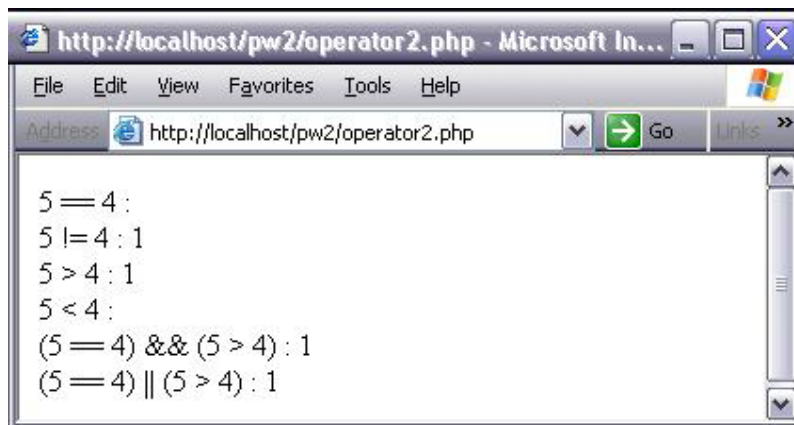 http://localhost/pw2/operator2.php - Microsoft In...
File Edit View Favorites Tools Help
Address http://localhost/pw2/operator2.php Go Links »
5 == 4 :
5 != 4 : 1
5 > 4 : 1
5 < 4 :
(5 == 4) && (5 > 4) : 1
(5 == 4) || (5 > 4) : 1